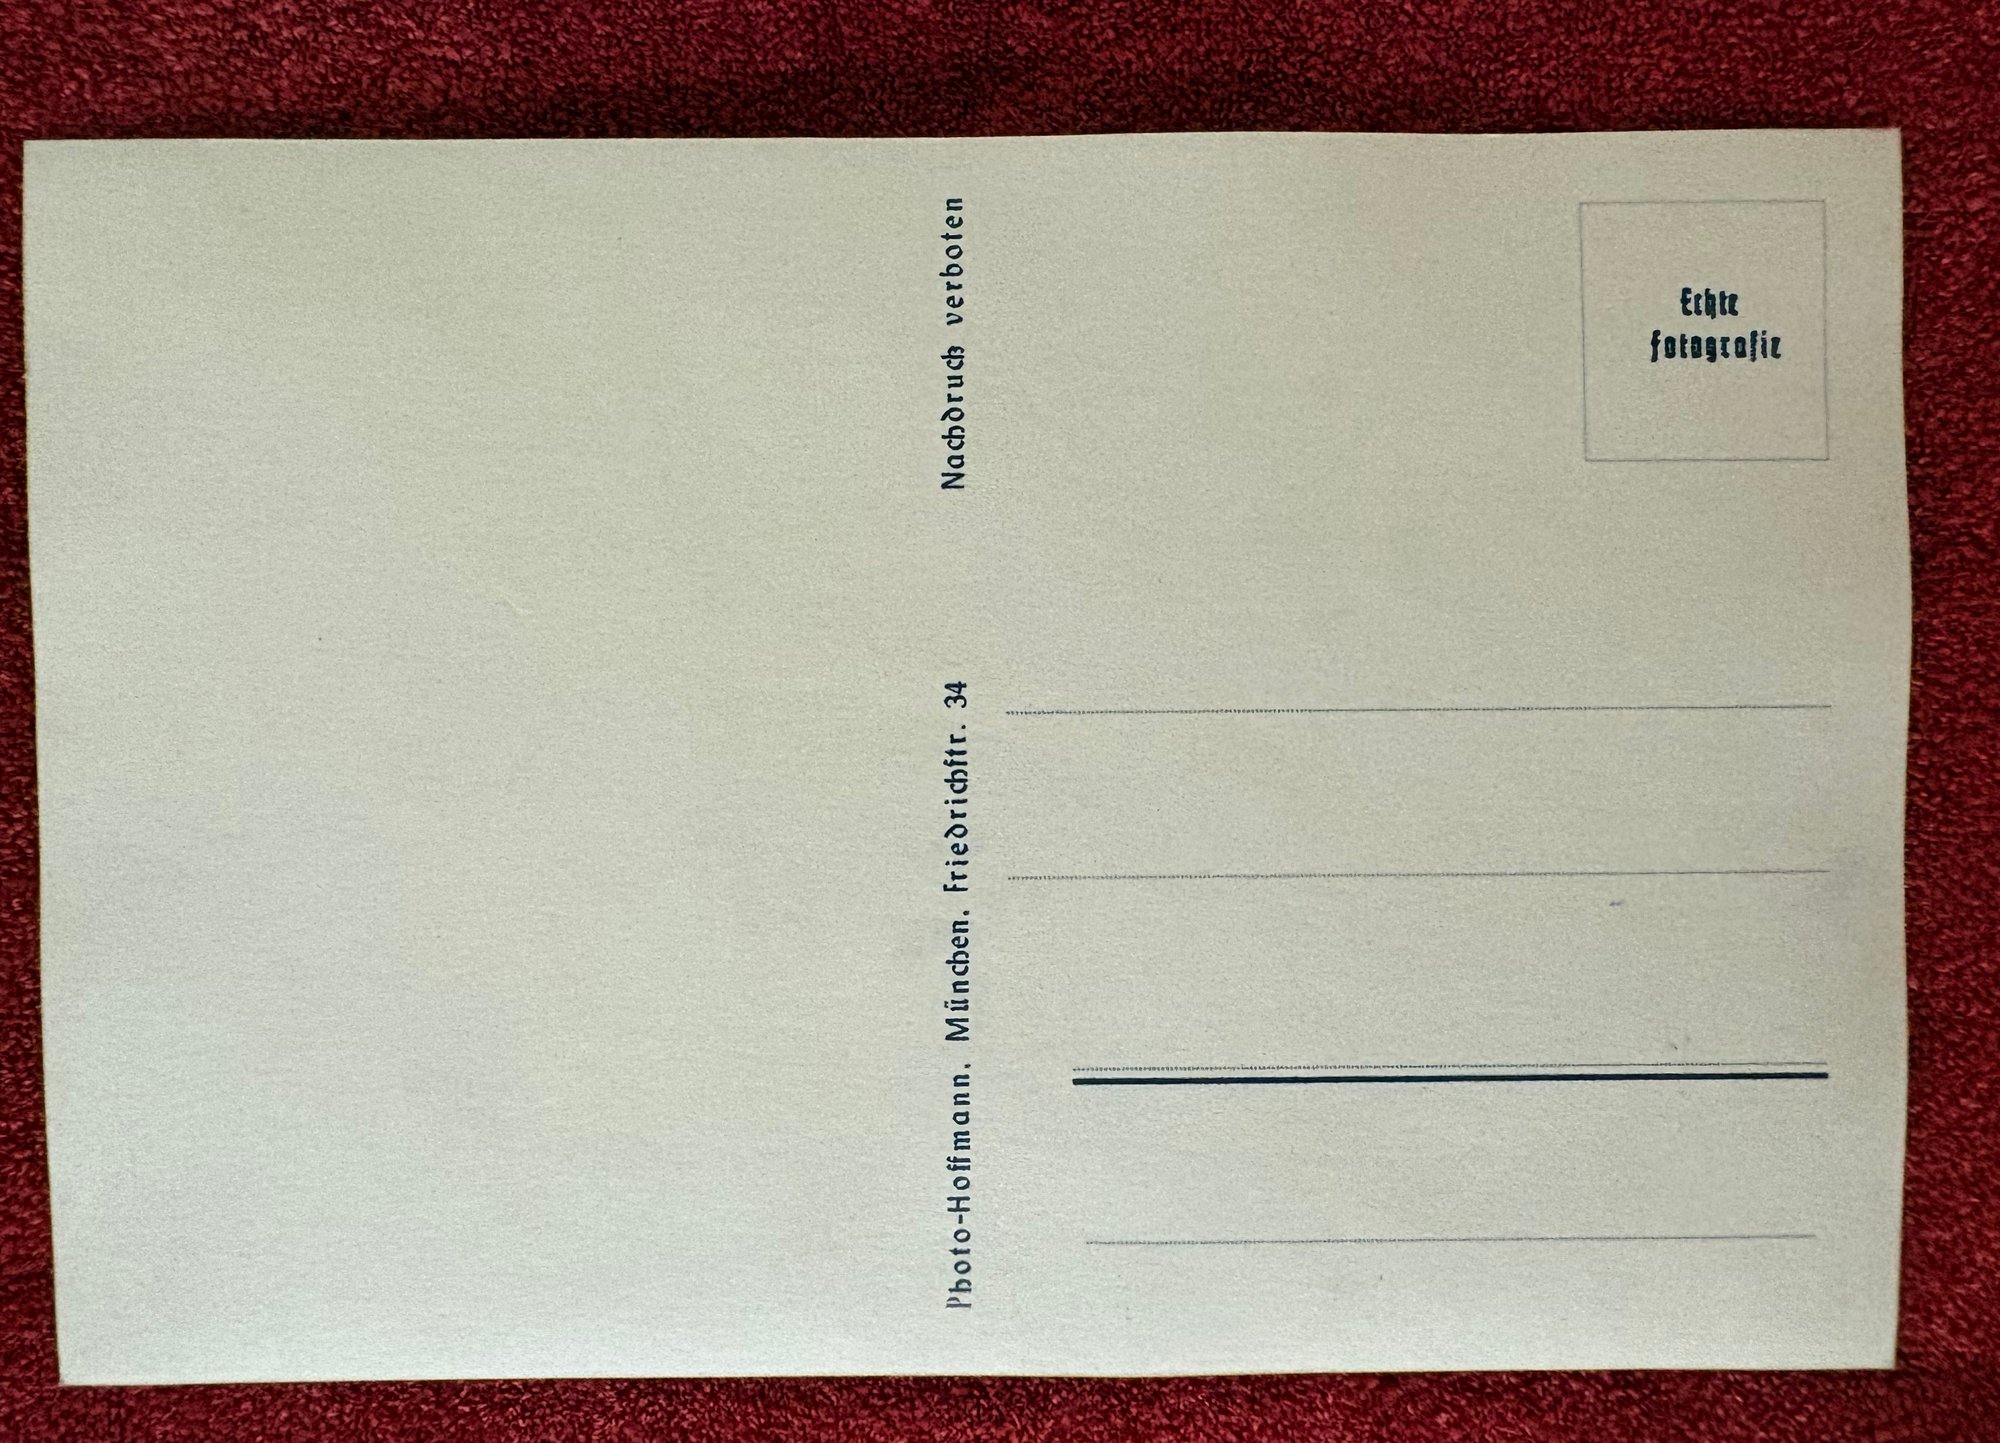 Photo-Hoffmann, München, Friedrichstr. 34 Nachdruck verboten
Echte
Fotografie